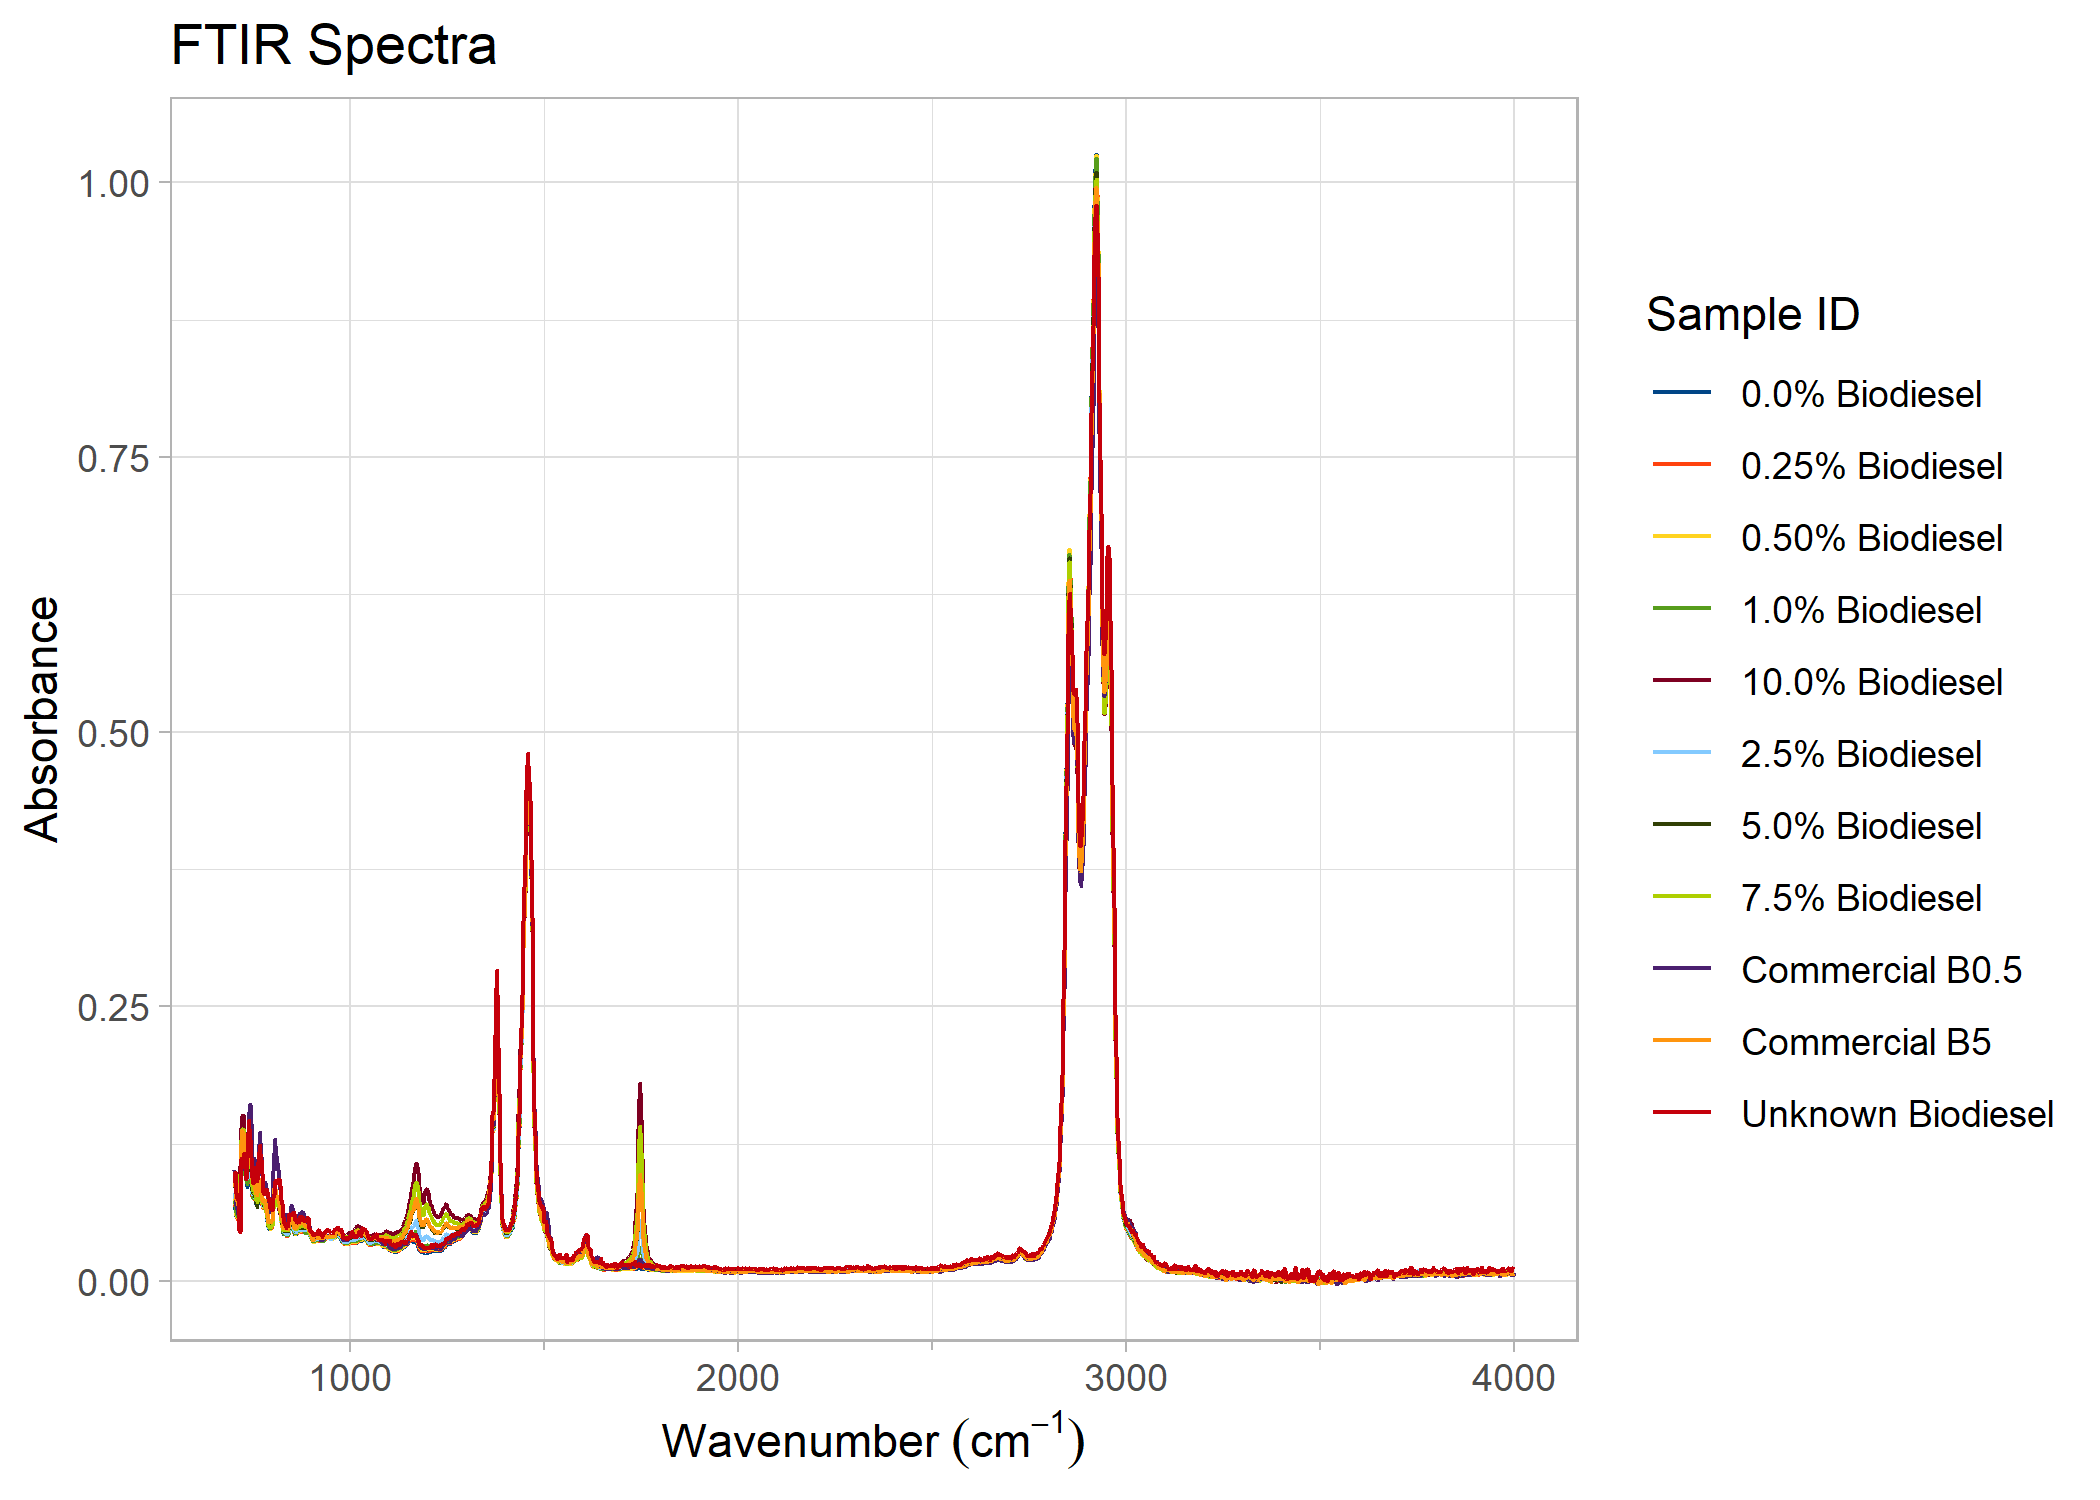 FTIR Spectra
1.00
0.75
0.50
0.25
0.00
Absorbance
1000
2000
3000
4000
Wavenumber (cm⁻¹)
Sample ID
0.0% Biodiesel
0.25% Biodiesel
0.50% Biodiesel
1.0% Biodiesel
10.0% Biodiesel
2.5% Biodiesel
5.0% Biodiesel
7.5% Biodiesel
Commercial B0.5
Commercial B5
Unknown Biodiesel